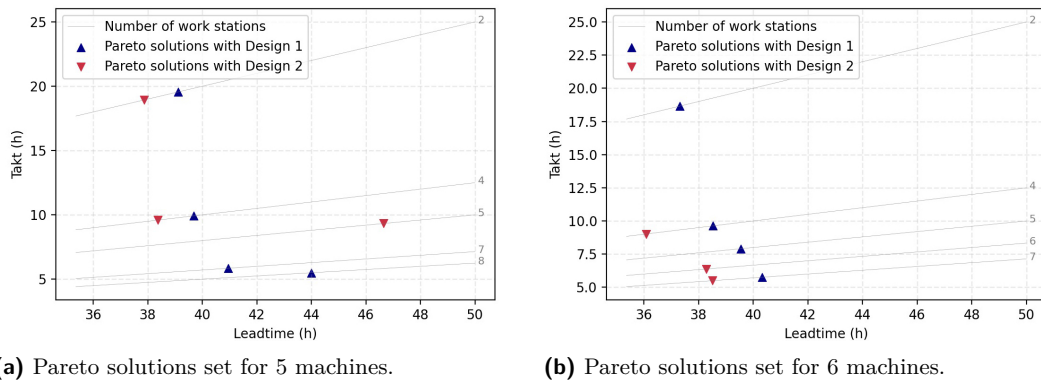 25
20
15
10
5
Takt (h)
Number of work stations
Pareto solutions with Design 1
Pareto solutions with Design 2
2
4
5
7
8
36 38 40 42 44 46 48 50
Leadtime (h)
(a) Pareto solutions set for 5 machines.
25.0
22.5
20.0
17.5
15.0
12.5
10.0
7.5
5.0
Takt (h)
Number of work stations
Pareto solutions with Design 1
Pareto solutions with Design 2
2
4
5
6
7
36 38 40 42 44 46 48 50
Leadtime (h)
(b) Pareto solutions set for 6 machines.